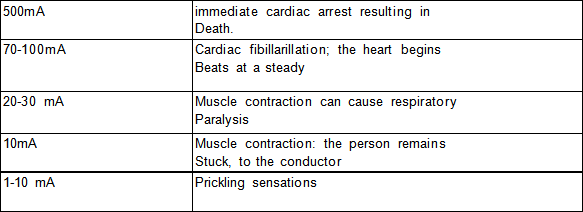 500mA
immediate cardiac arrest resulting in
Death.
70-100mA
Cardiac fibillarillation; the heart begins
Beats at a steady
20-30 mA
Muscle contraction can cause respiratory
Paralysis
10mA
Muscle contraction: the person remains
Stuck, to the conductor
1-10 mA
Prickling sensations